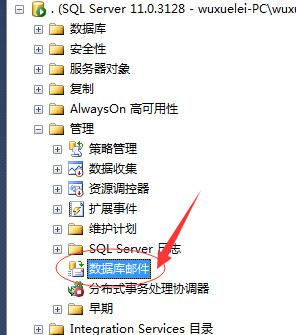 . (SQL Server 11.0.3128 - wuxuelei-PC\wuxu
数据库
安全性
服务器对象
复制
AlwaysOn 高可用性
管理
策略管理
数据收集
资源调控器
扩展事件
维护计划
SQL Server 日志
数据库邮件
分布式事务处理协调器
早期
Integration Services 目录